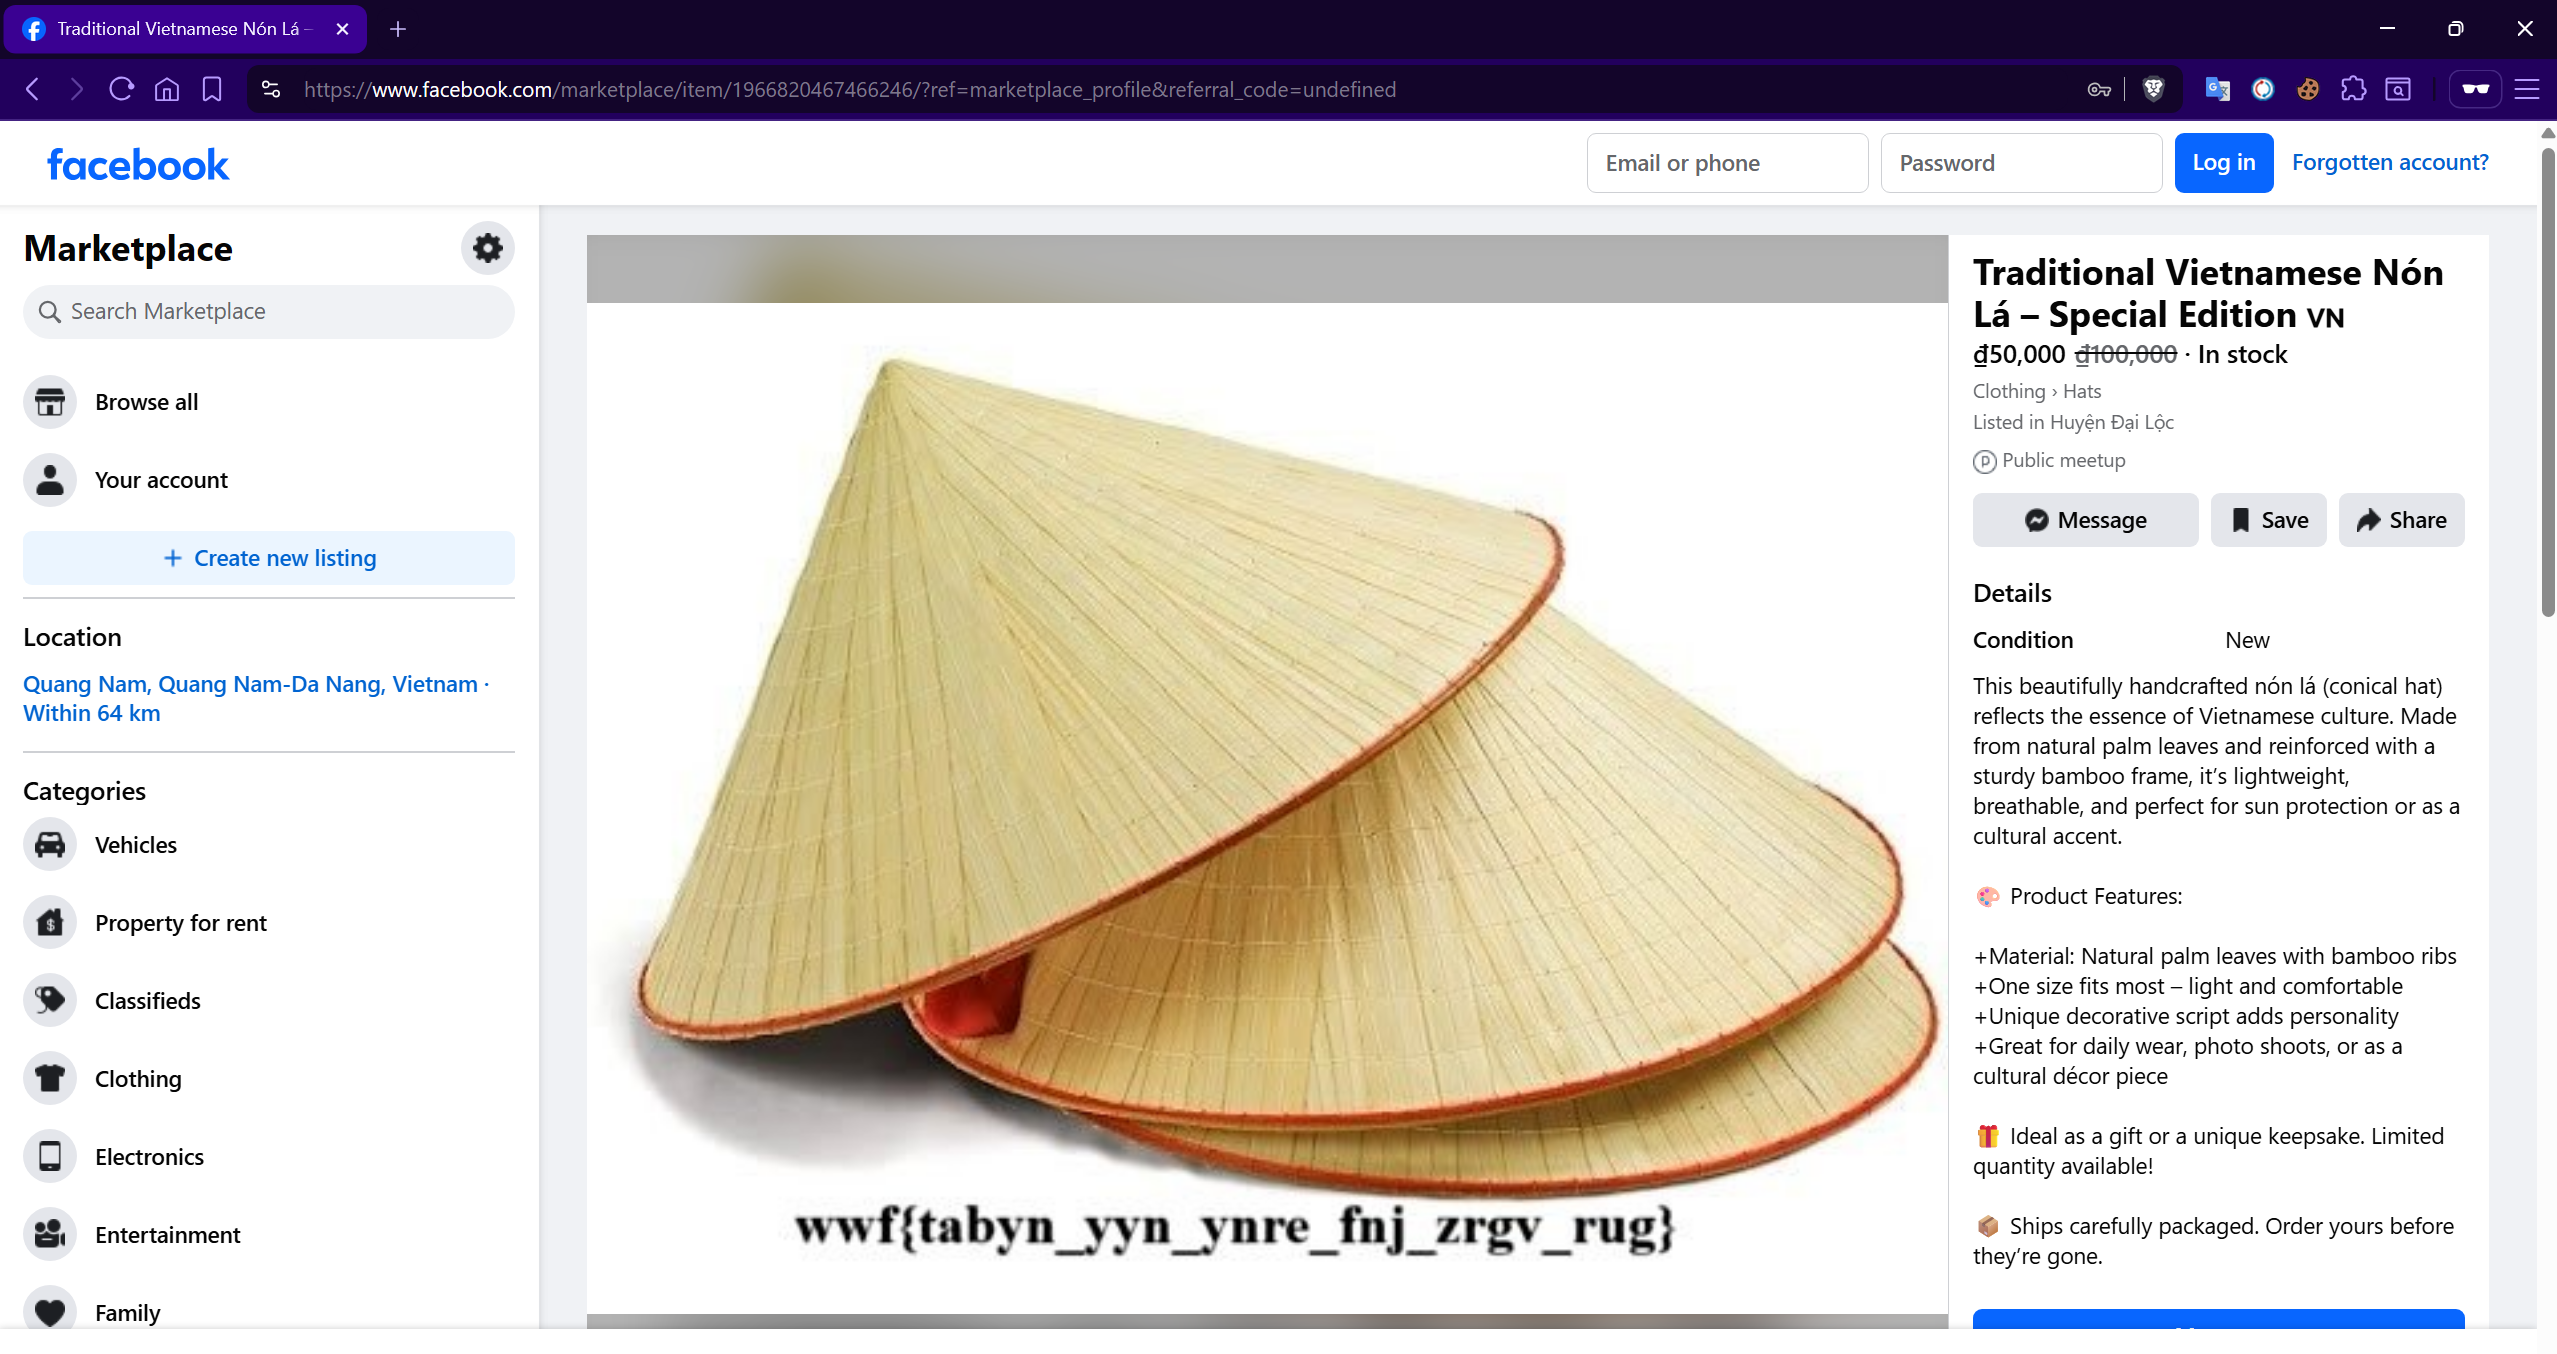 Traditional Vietnamese Nón Lá –
https://www.facebook.com/marketplace/item/1966820467466246/?ref=marketplace_profile&referral_code=undefined
facebook
Email or phone
Password
Log in
Forgotten account?
Marketplace
Search Marketplace
Browse all
Your account
+ Create new listing
Location
Quang Nam, Quang Nam-Da Nang, Vietnam ·
Within 64 km
Categories
Vehicles
Property for rent
Classifieds
Clothing
Electronics
Entertainment
Family
wwf{tabyn_yyn_ynre_fnj_zrgv_rug}
Traditional Vietnamese Nón
Lá – Special Edition VN
₫50,000 ₫100,000 · In stock
Clothing › Hats
Listed in Huyện Đại Lộc
Public meetup
Message
Save
Share
Details
Condition New
This beautifully handcrafted nón lá (conical hat)
reflects the essence of Vietnamese culture. Made
from natural palm leaves and reinforced with a
sturdy bamboo frame, it’s lightweight,
breathable, and perfect for sun protection or as a
cultural accent.
🎨 Product Features:
+Material: Natural palm leaves with bamboo ribs
+One size fits most – light and comfortable
+Unique decorative script adds personality
+Great for daily wear, photo shoots, or as a
cultural décor piece
🎁 Ideal as a gift or a unique keepsake. Limited
quantity available!
📦 Ships carefully packaged. Order yours before
they’re gone.